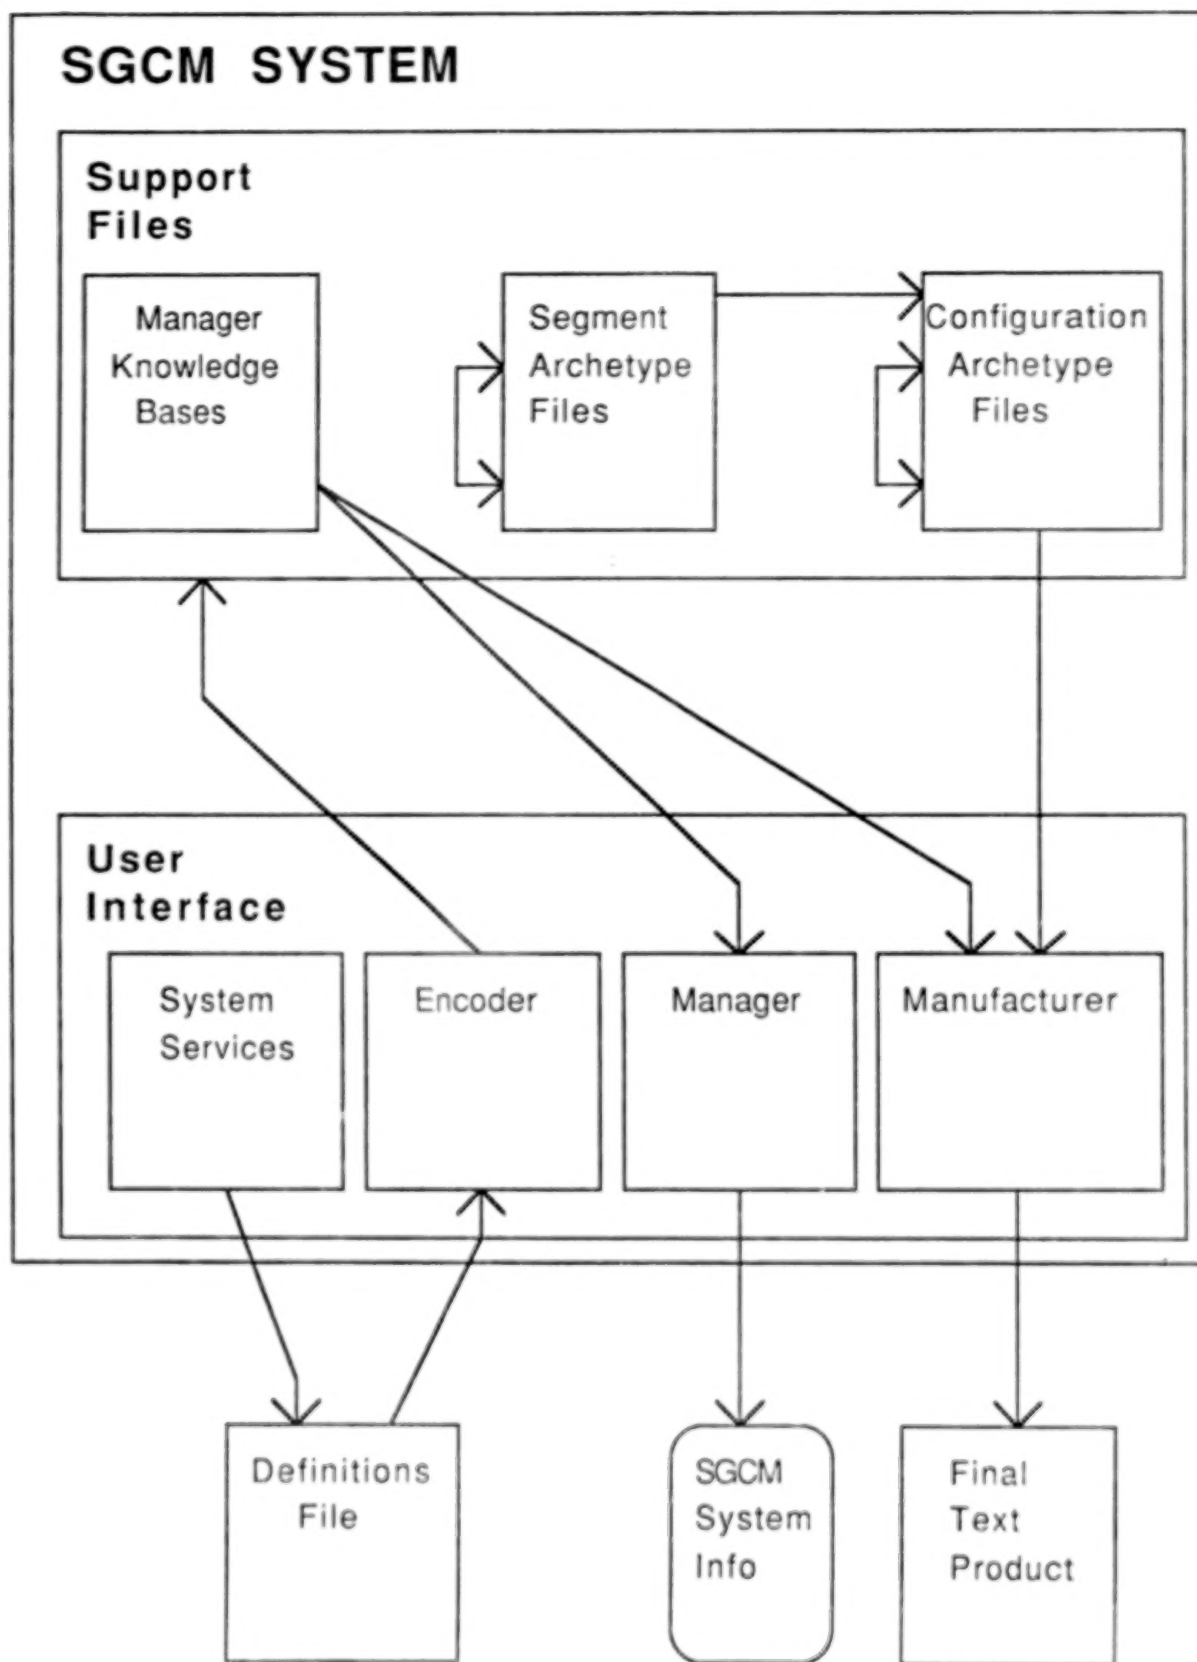 SGCM SYSTEM
Support
Files
Manager
Knowledge
Bases
Segment
Archetype
Files
Configuration
Archetype
Files
User
Interface
System
Services
Encoder
Manager
Manufacturer
Definitions
File
SGCM
System
Info
Final
Text
Product